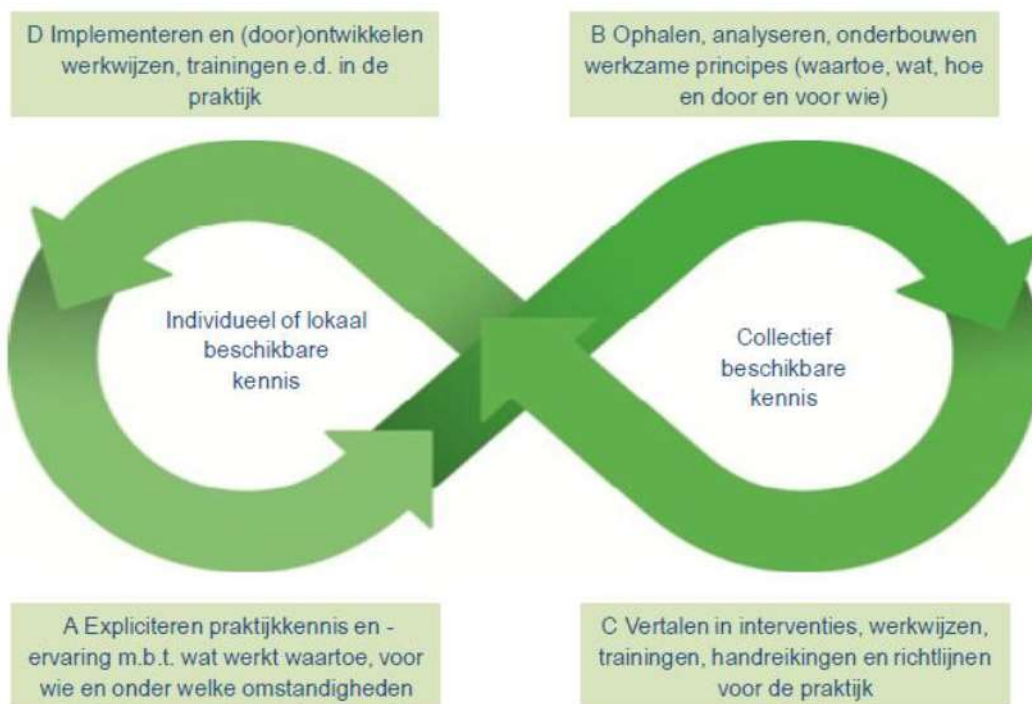 D Implementeren en (door)ontwikkelen
werkwijzen, trainingen e.d. in de
praktijk
B Ophalen, analyseren, onderbouwen
werkzame principes (waartoe, wat, hoe
en door en voor wie)
Individueel of lokaal
beschikbare
kennis
Collectief
beschikbare
kennis
A Expliciteren praktijkkennis en -
ervaring m.b.t. wat werkt waartoe, voor
wie en onder welke omstandigheden
C Vertalen in interventies, werkwijzen,
trainingen, handreikingen en richtlijnen
voor de praktijk